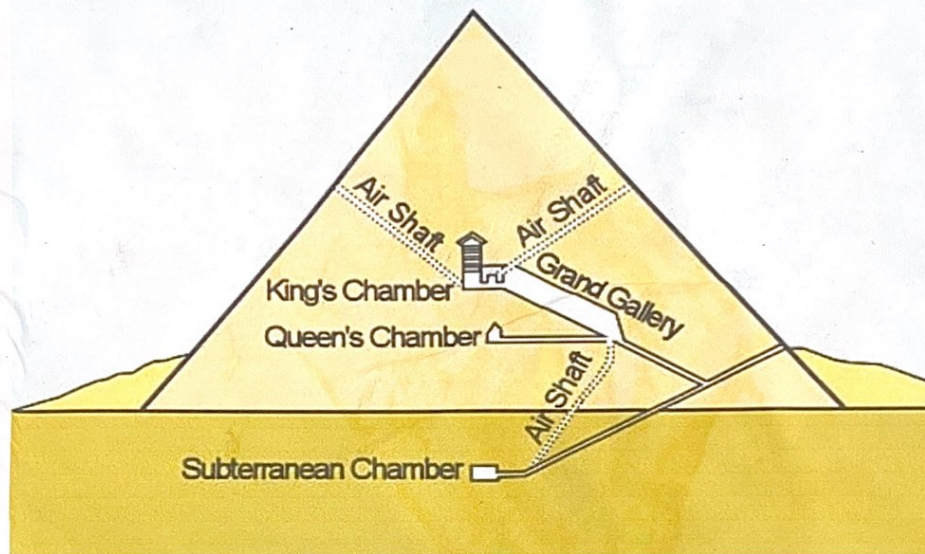 Air Shaft
Air Shaft
Grand Gallery
King's Chamber
Queen's Chamber
Air Shaft
Subterranean Chamber